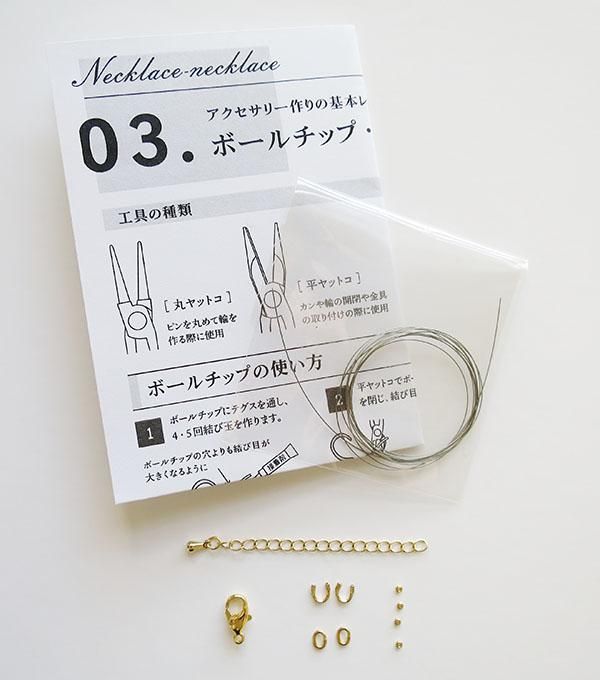 Necklace-necklace
03.
アクセサリー作りの基本レ
ボールチップ・
工具の種類
[ 丸ヤットコ ]
ピンを丸めて輪を
作る際に使用
[ 平ヤットコ ]
カンや輪の開閉や金具
の取り付けの際に使用
ボールチップの使い方
1
ボールチップにテグスを通し、
4・5回結び玉を作ります。
ボールチップの穴よりも結び目が
大きくなるように
接着剤
2
平ヤットコでボー
を閉じ、結び目